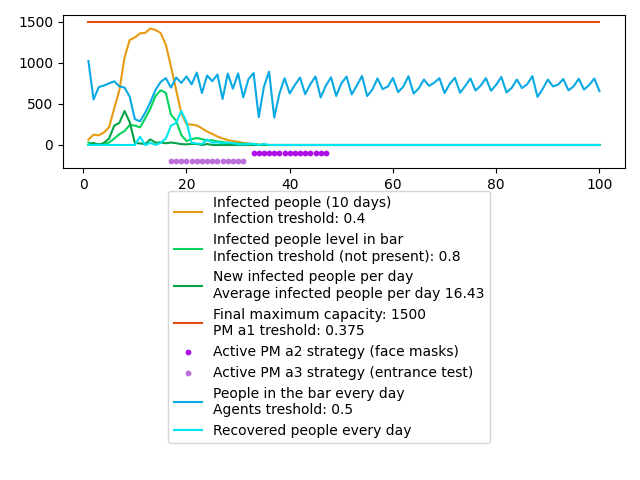 1500
1000
500
0
0
20
40
60
80
100
Infected people (10 days)
Infection treshold: 0.4
Infected people level in bar
Infection treshold (not present): 0.8
New infected people per day
Average infected people per day 16.43
Final maximum capacity: 1500
PM a1 treshold: 0.375
Active PM a2 strategy (face masks)
Active PM a3 strategy (entrance test)
People in the bar every day
Agents treshold: 0.5
Recovered people every day